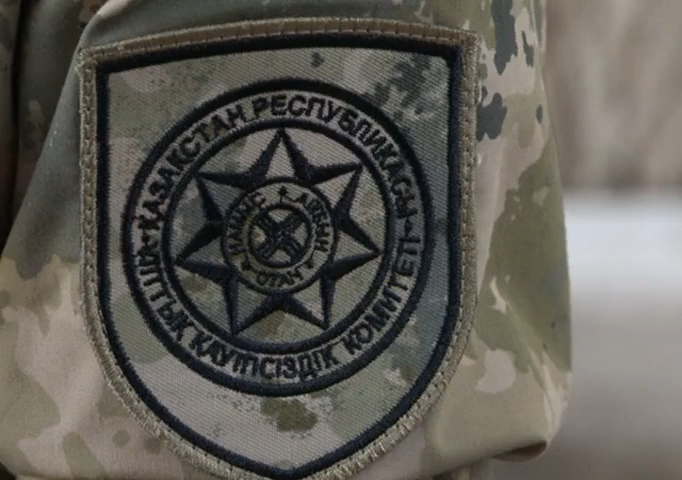 ҚАЗАҚСТАН РЕСПУБЛИКАСЫ
ҰЛТТЫҚ ҚАУІПСІЗДІК КОМИТЕТІ
НАМЫС АЙБЫН
ОТАН